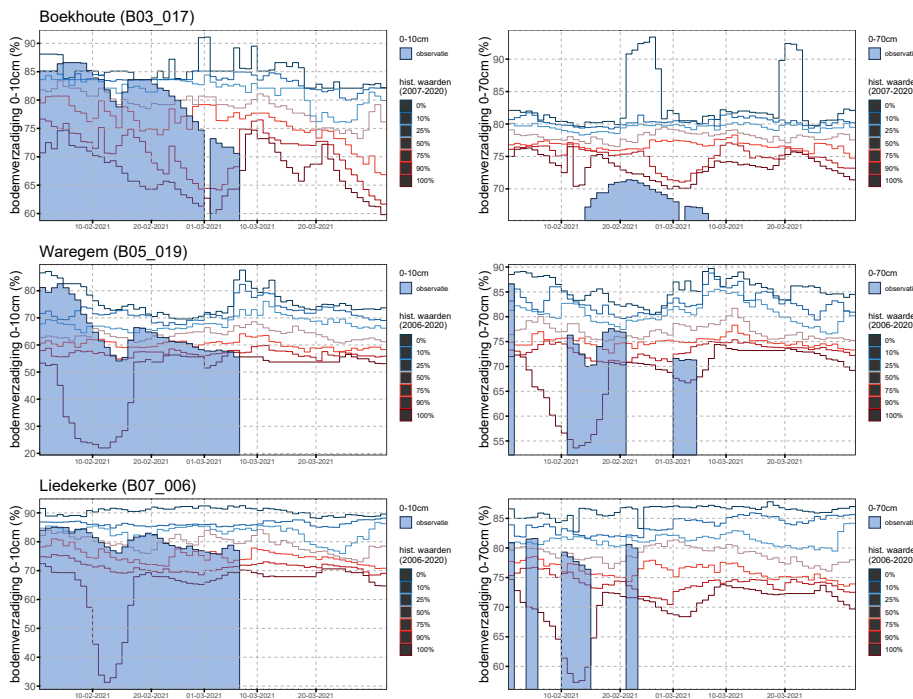 Boekhoute (B03_017)
bodemverzadiging 0-10cm (%)
90
85
80
75
70
65
60
10-02-2021 20-02-2021 01-03-2021 10-03-2021 20-03-2021
0-10cm
observatie
hist. waarden
(2007-2020)
0%
10%
25%
50%
75%
90%
100%
bodemverzadiging 0-70cm (%)
90
80
70
10-02-2021 20-02-2021 01-03-2021 10-03-2021 20-03-2021
0-70cm
observatie
hist. waarde
(2007-2020)
0%
10%
25%
50%
75%
90%
100%
Waregem (B05_019)
bodemverzadiging 0-10cm (%)
80
70
60
50
40
30
20
10-02-2021 20-02-2021 01-03-2021 10-03-2021 20-03-2021
0-10cm
observatie
hist. waarden
(2006-2020)
0%
10%
25%
50%
75%
90%
100%
bodemverzadiging 0-70cm (%)
90
85
80
75
70
65
60
55
10-02-2021 20-02-2021 01-03-2021 10-03-2021 20-03-2021
0-70cm
observatie
hist. waarde
(2006-2020)
0%
10%
25%
50%
75%
90%
100%
Liedekerke (B07_006)
bodemverzadiging 0-10cm (%)
90
80
70
60
50
40
30
10-02-2021 20-02-2021 01-03-2021 10-03-2021 20-03-2021
0-10cm
observatie
hist. waarden
(2006-2020)
0%
10%
25%
50%
75%
90%
100%
bodemverzadiging 0-70cm (%)
85
80
75
70
65
60
10-02-2021 20-02-2021 01-03-2021 10-03-2021 20-03-2021
0-70cm
observatie
hist. waarde
(2006-2020)
0%
10%
25%
50%
75%
90%
100%